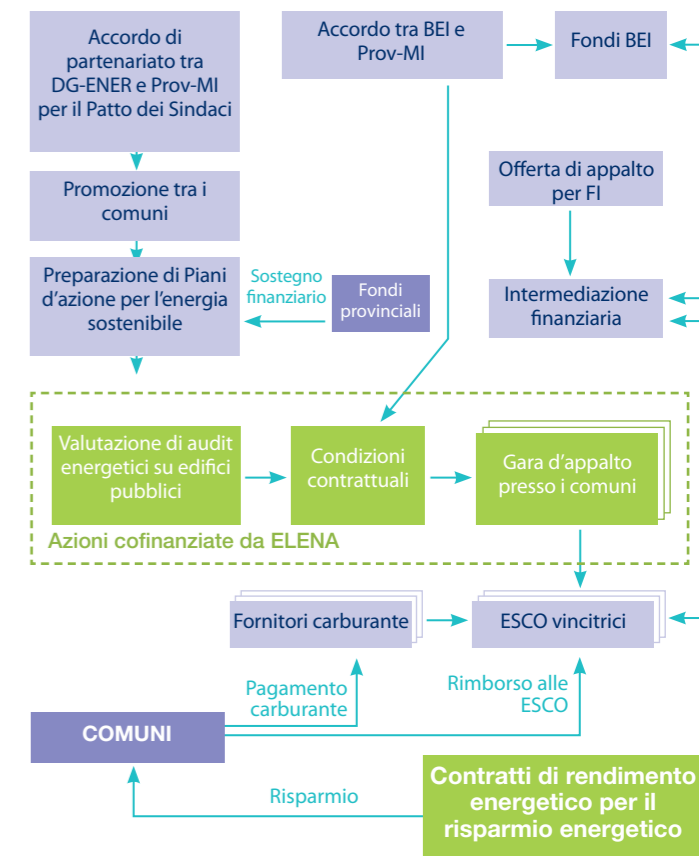 Accordo di
partenariato tra
DG-ENER e Prov-MI
per il Patto dei Sindaci
Accordo tra BEI e
Prov-MI
Fondi BEI
Promozione tra i
comuni
Offerta di appalto
per FI
Preparazione di Piani
d’azione per l’energia
sostenibile
Sostegno
finanziario
Fondi
provinciali
Intermediazione
finanziaria
Valutazione di audit
energetici su edifici
pubblici
Condizioni
contrattuali
Gara d’appalto
presso i comuni
Azioni cofinanziate da ELENA
Fornitori carburante
ESCO vincitrici
Pagamento
carburante
Rimborso alle
ESCO
COMUNI
Risparmio
Contratti di rendimento
energetico per il
risparmio energetico